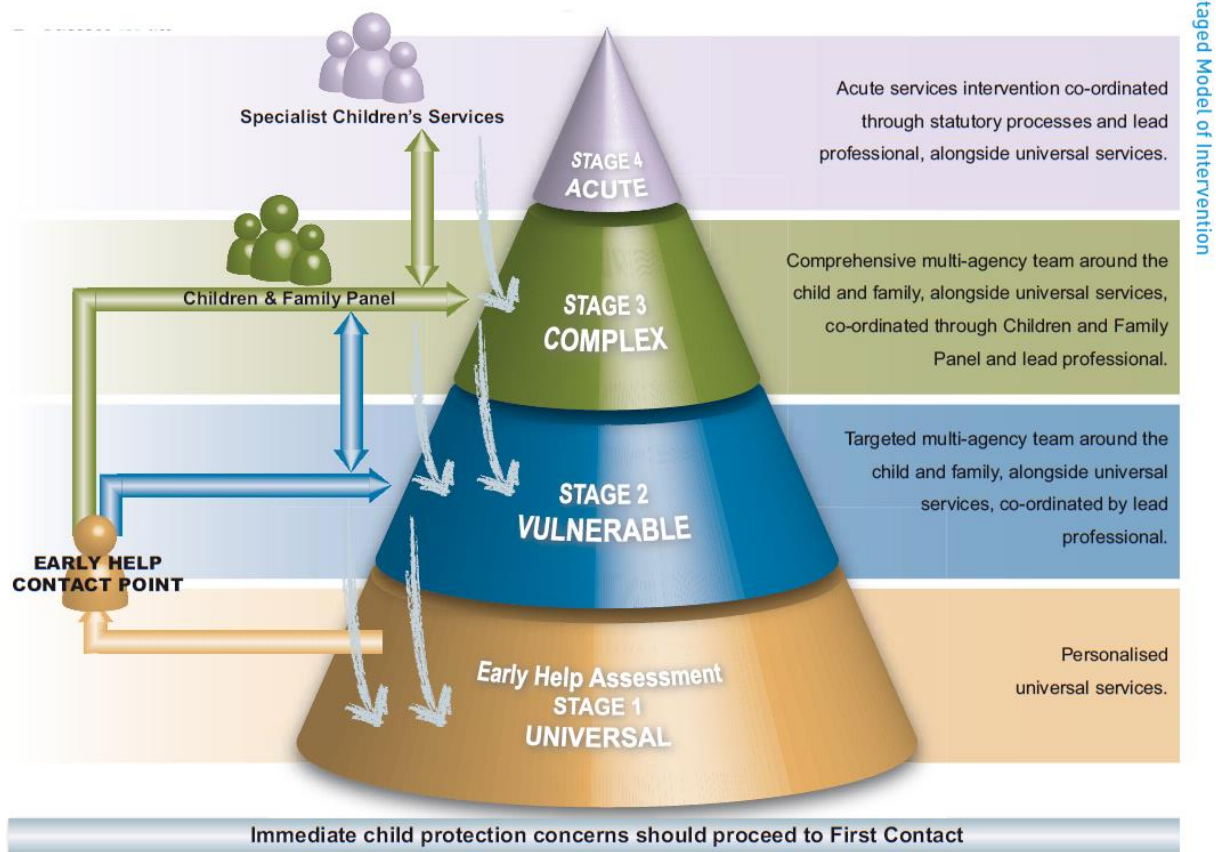 Specialist Children's Services
STAGE 4
ACUTE
Acute services intervention co-ordinated
through statutory processes and lead
professional, alongside universal services.
taged Model of Intervention
Children & Family Panel
STAGE 3
COMPLEX
Comprehensive multi-agency team around the
child and family, alongside universal services,
co-ordinated through Children and Family
Panel and lead professional.
STAGE 2
VULNERABLE
Targeted multi-agency team around the
child and family, alongside universal
services, co-ordinated by lead
professional.
EARLY HELP
CONTACT POINT
Early Help Assessment
STAGE 1
UNIVERSAL
Personalised
universal services.
Immediate child protection concerns should proceed to First Contact